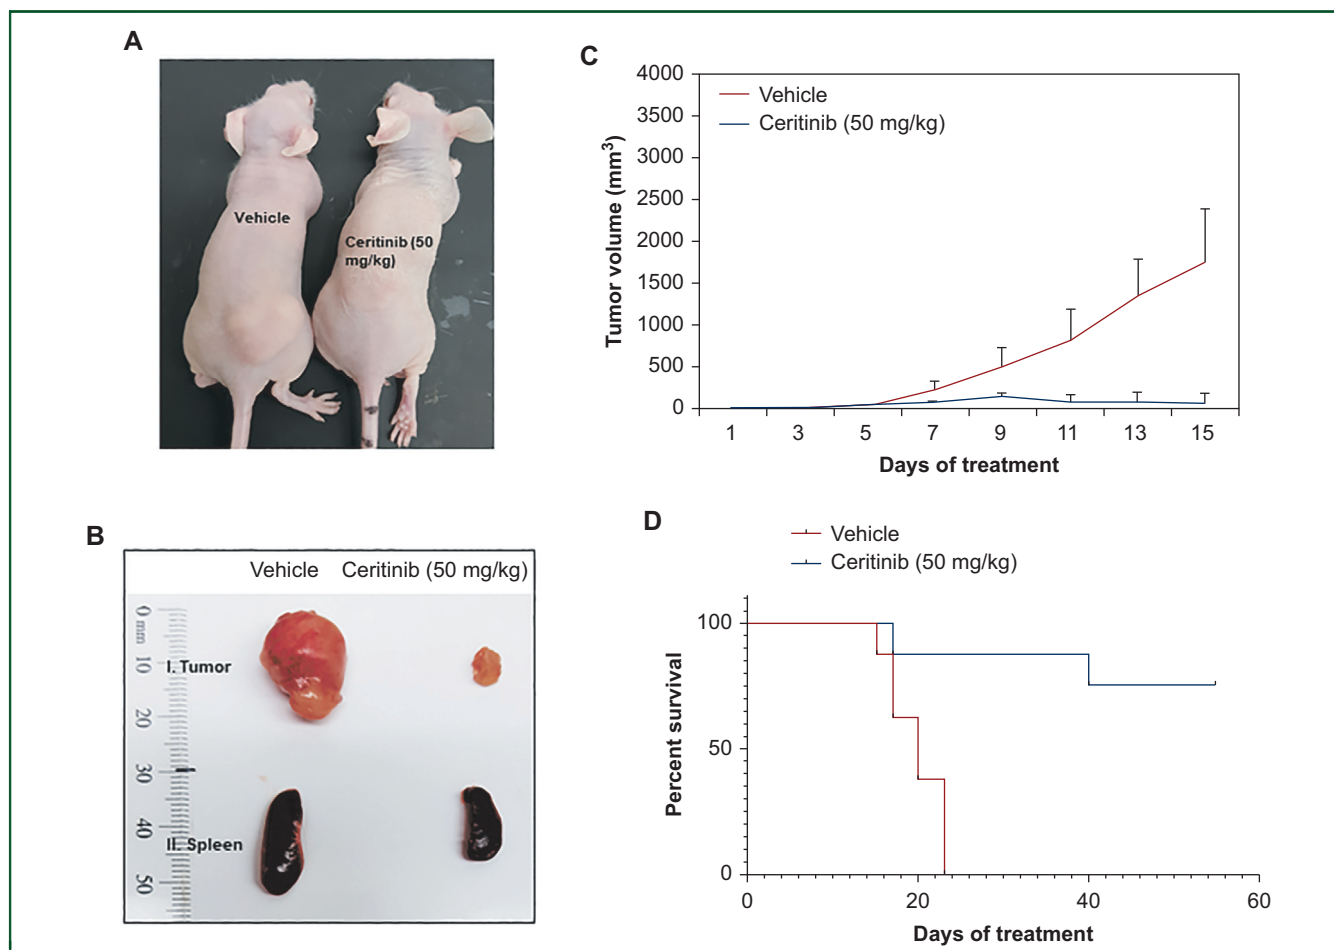 A
Vehicle
Ceritinib (50
mg/kg)
B
Vehicle
Ceritinib (50 mg/kg)
0 mm
10
20
30
40
50
I. Tumor
II. Spleen
C
4000
3500
3000
2500
2000
1500
1000
500
0
Tumor volume (mm³)
Vehicle
Ceritinib (50 mg/kg)
1 3 5 7 9 11 13 15
Days of treatment
D
Vehicle
Ceritinib (50 mg/kg)
100
50
0
Percent survival
0 20 40 60
Days of treatment